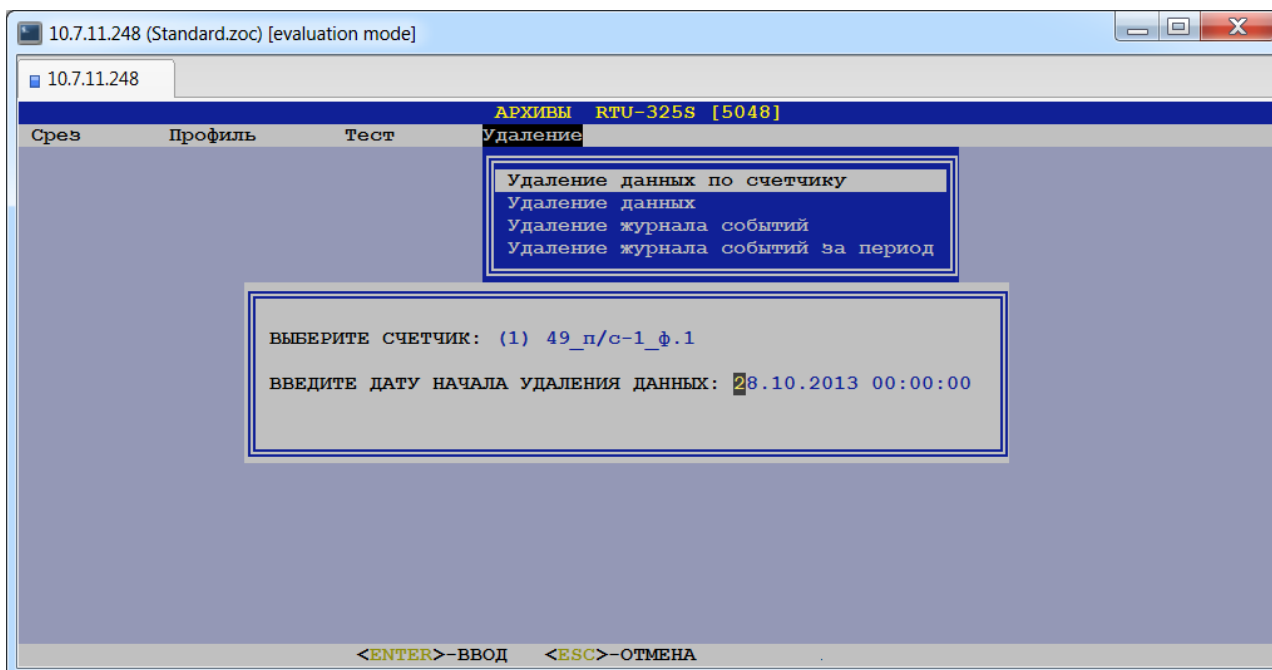 10.7.11.248 (Standard.zoc) [evaluation mode]
10.7.11.248
АРХИВЫ RTU-325S [5048]
Срез Профиль Тест Удаление
Удаление данных по счетчику
Удаление данных
Удаление журнала событий
Удаление журнала событий за период
ВЫБЕРИТЕ СЧЕТЧИК: (1) 49_п/с-1_ф.1
ВВЕДИТЕ ДАТУ НАЧАЛА УДАЛЕНИЯ ДАННЫХ: 28.10.2013 00:00:00
<ENTER>-ВВОД <ESC>-ОТМЕНА